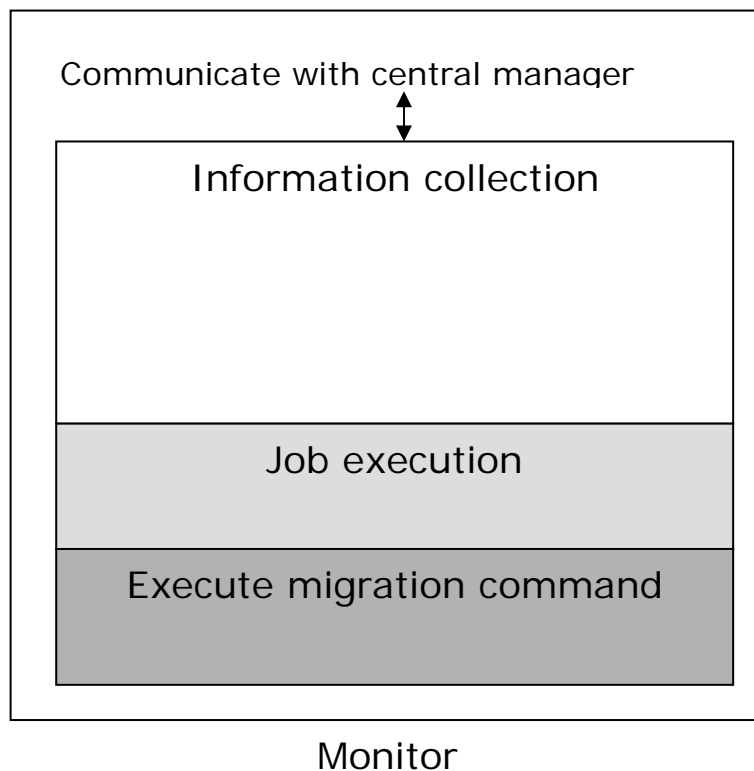 Communicate with central manager
Information collection
Job execution
Execute migration command
Monitor